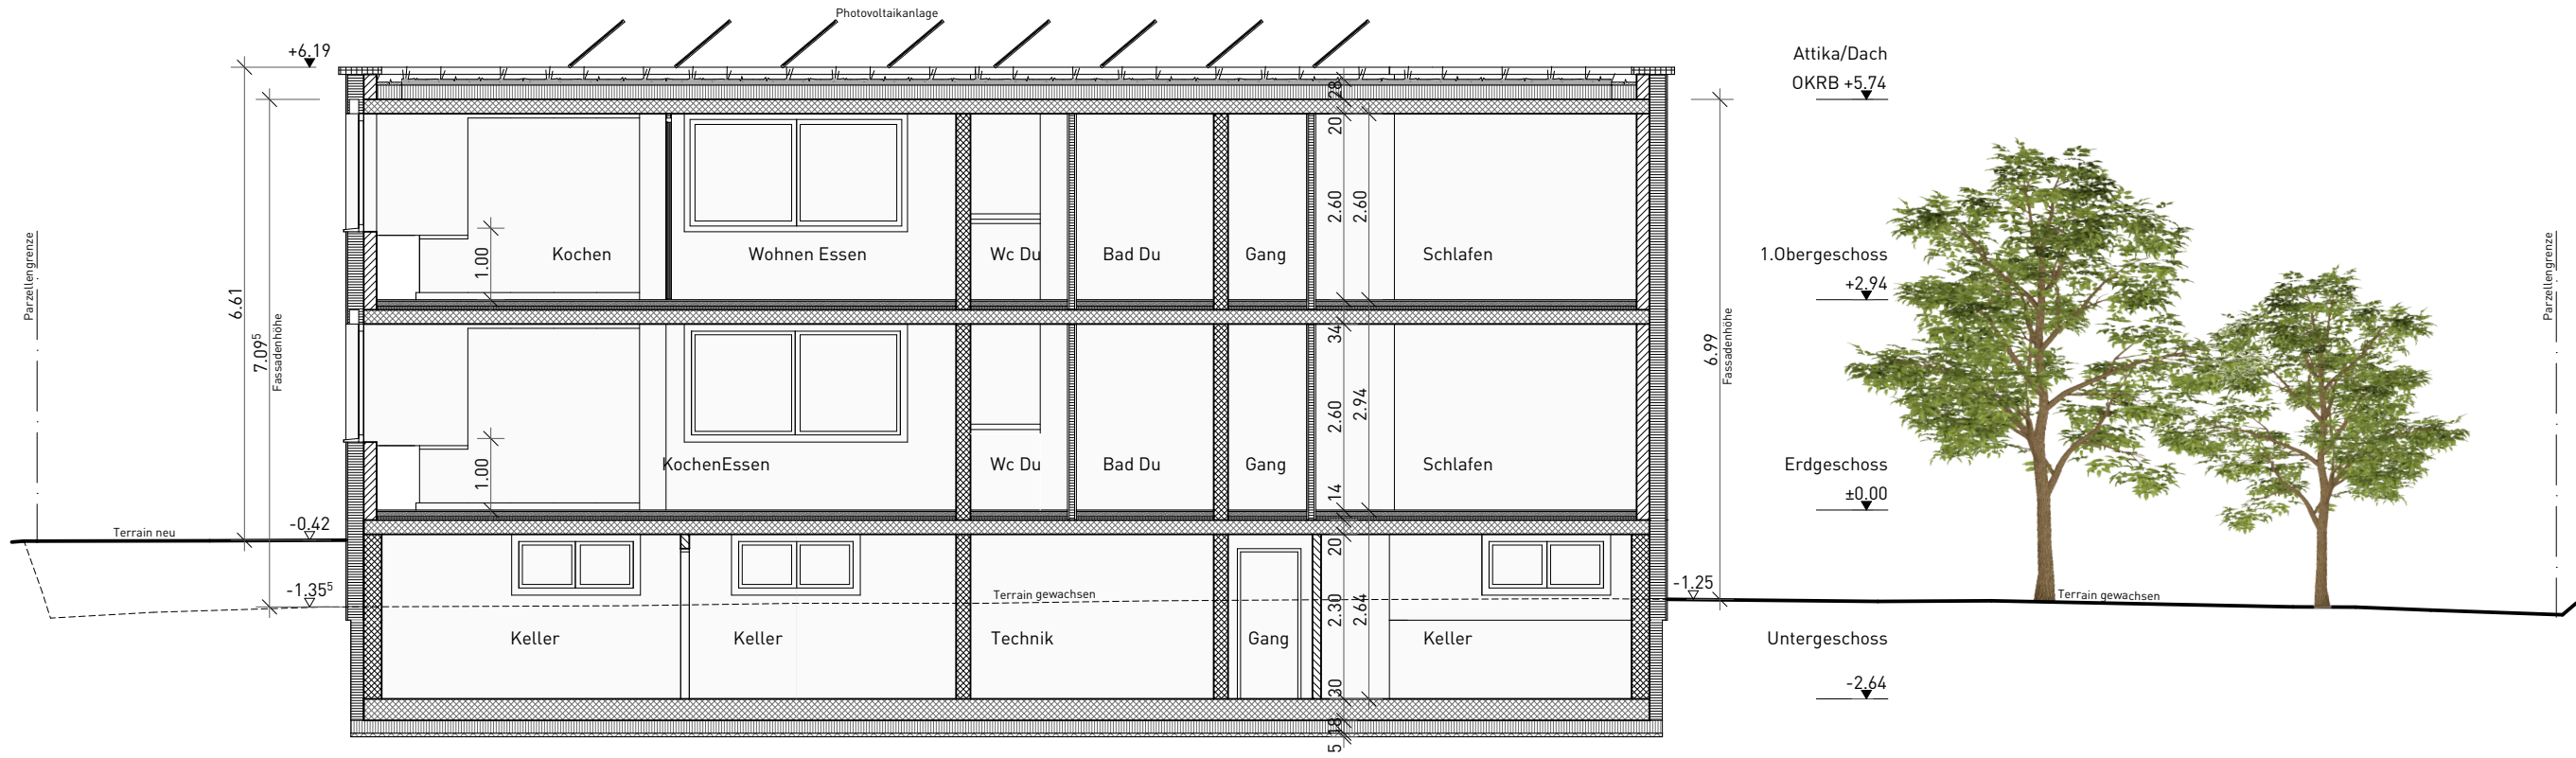 Photovoltaikanlage
+6.19
Attika/Dach
OKRB +5.74
28
20
2.60
2.60
Parzellengrenze
Parzellengrenze
1.00
Kochen
Wohnen Essen
Wc Du
Bad Du
Gang
Schlafen
1.Obergeschoss
+2.94
6.61
7.09⁵
Fassadenhöhe
6.99
Fassadenhöhe
34
2.60
2.94
1.00
KochenEssen
Wc Du
Bad Du
Gang
Schlafen
Erdgeschoss
±0.00
14
Terrain neu
-0.42
20
-1.35⁵
Terrain gewachsen
-1.25
Terrain gewachsen
2.30
2.64
Keller
Keller
Technik
Gang
Keller
Untergeschoss
-2.64
30
18
5